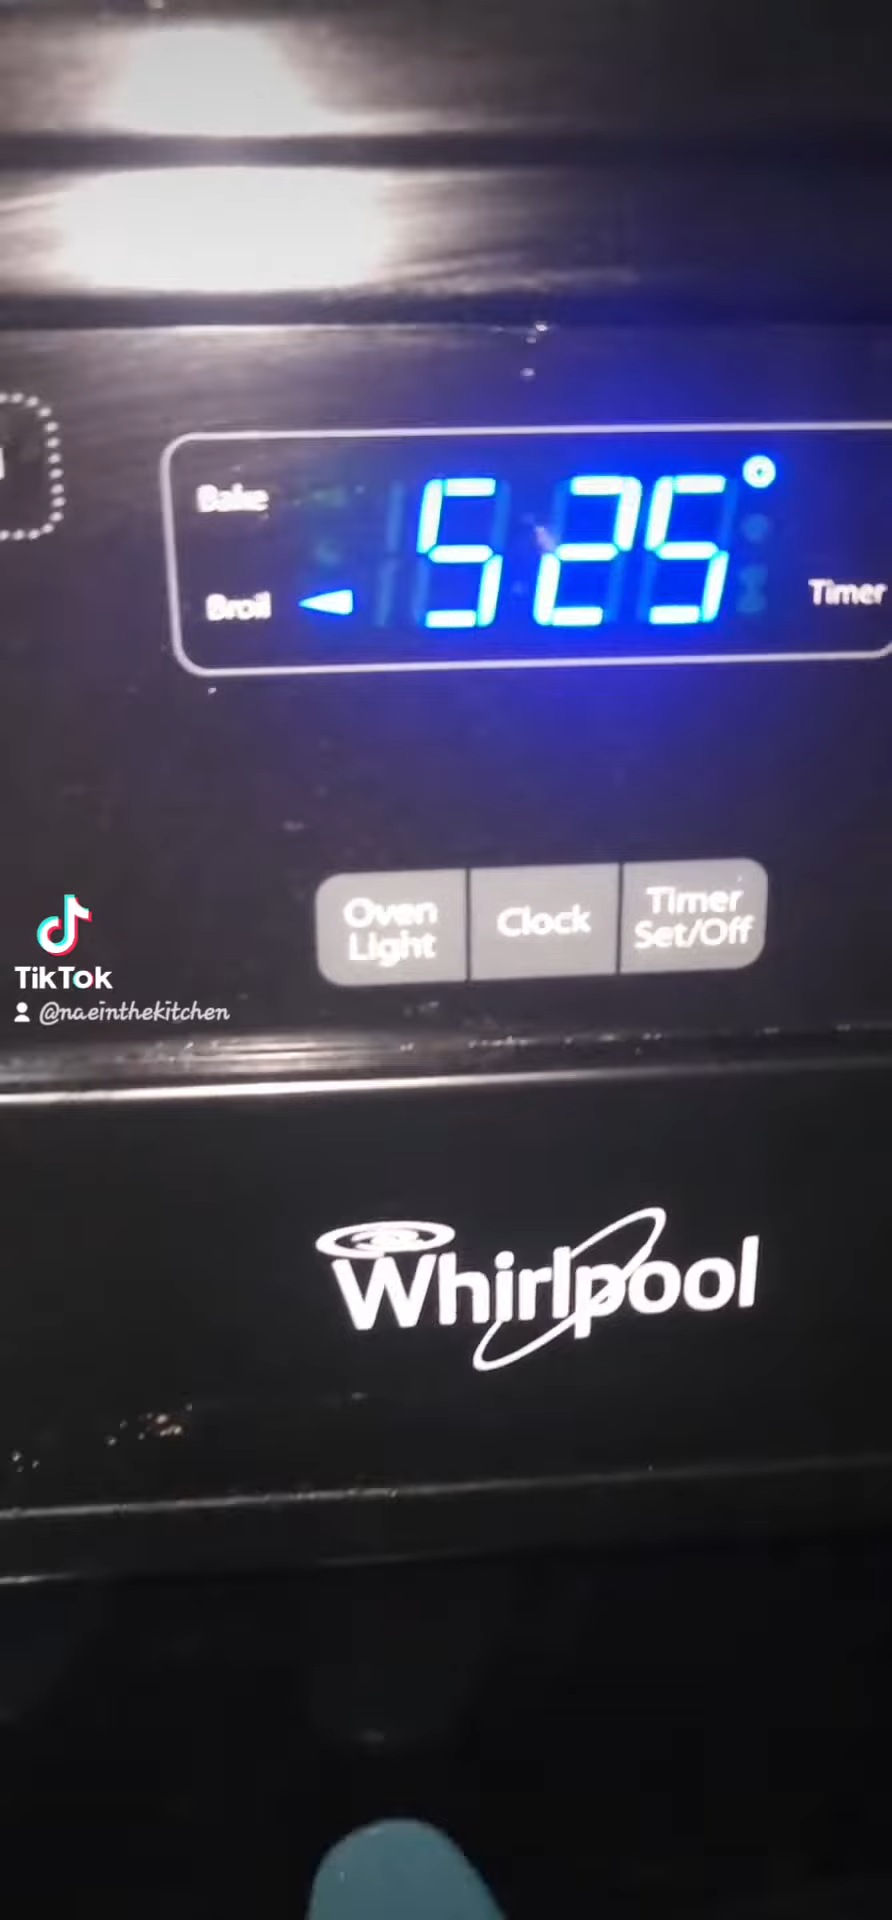 Bake
525°
Broil
Timer
Oven
Light
Clock
Timer
Set/Off
TikTok
@naeinthekitchen
Whirlpool